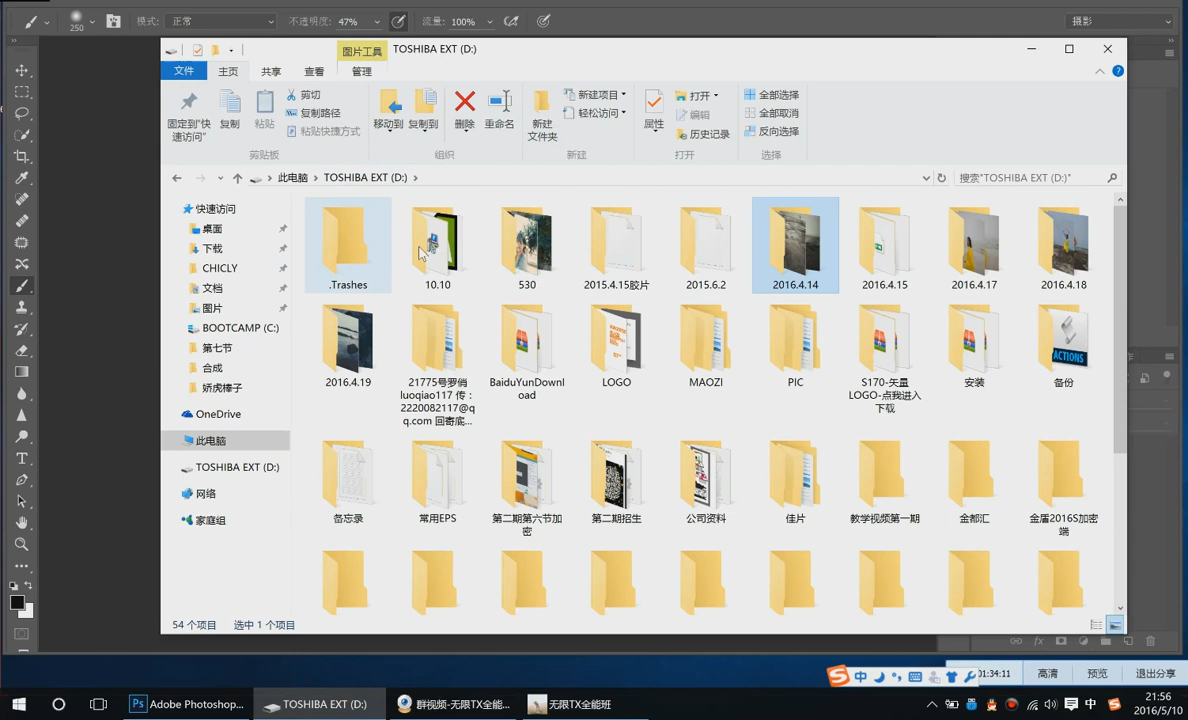 模式: 正常 不透明度: 47% 流量: 100% 摄影
250
图片工具 TOSHIBA EXT (D:)
文件 主页 共享 查看 管理
固定到"快速访问" 复制 粘贴 剪切 复制路径 粘贴快捷方式
移动到 复制到 删除 重命名
新建文件夹 新建项目 轻松访问
属性 打开 编辑 历史记录
全部选择 全部取消 反向选择
剪贴板 组织 新建 打开 选择
此电脑 TOSHIBA EXT (D:) 搜索"TOSHIBA EXT (D:)"
快速访问
桌面
下载
CHICLY
文档
图片
BOOTCAMP (C:)
第七节
合成
娇虎棒子
OneDrive
此电脑
TOSHIBA EXT (D:)
网络
家庭组
.Trashes 10.10 530 2015.4.15胶片 2015.6.2 2016.4.14 2016.4.15 2016.4.17 2016.4.18
2016.4.19
21775号罗俏
luoqiao117 传:
2220082117@q
q.com 回寄底...
BaiduYunDownl
oad
LOGO MAOZI PIC
S170-矢量
LOGO-点我进入
下载
安装 备份
ACTIONS
备忘录 常用EPS
第二期第六节加
密
第二期招生 公司资料 佳片 教学视频第一期 金都汇
金盾2016S加密
端
54 个项目 选中 1 个项目
中 01:34:11 高清 预览 退出分享
Adobe Photoshop... TOSHIBA EXT (D:) 群视频-无限TX全能... 无限TX全能班
中
21:56
2016/5/10